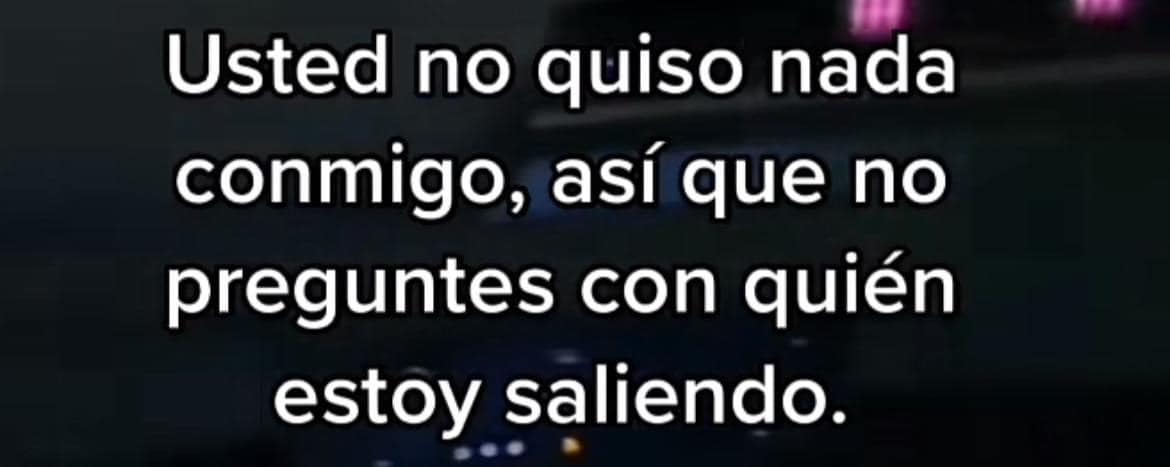 Usted no quiso nada
conmigo, así que no
preguntes con quién
estoy saliendo.